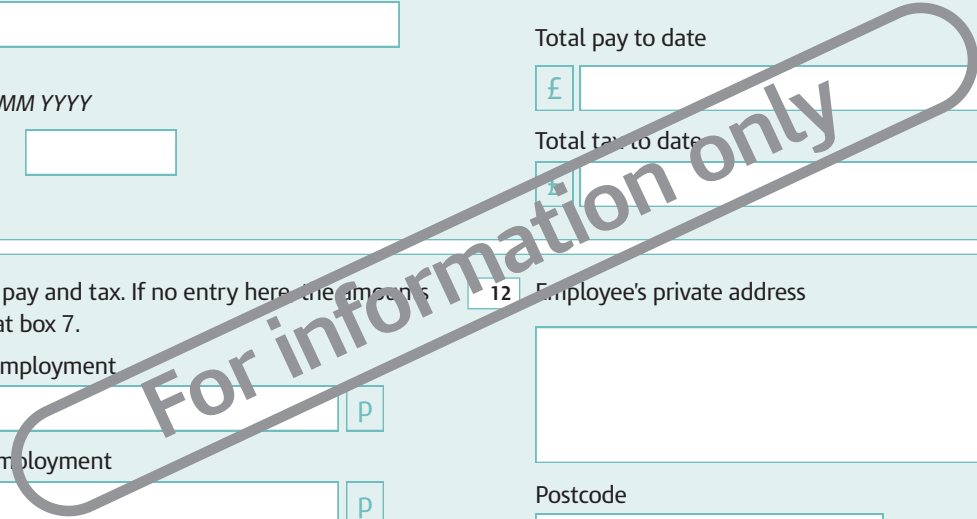 Total pay to date
£
MM YYYY
Total tax to date
£
For information only
pay and tax. If no entry here, the amounts
at box 7.
mployment
p
mployment
p
12 Employee's private address
Postcode